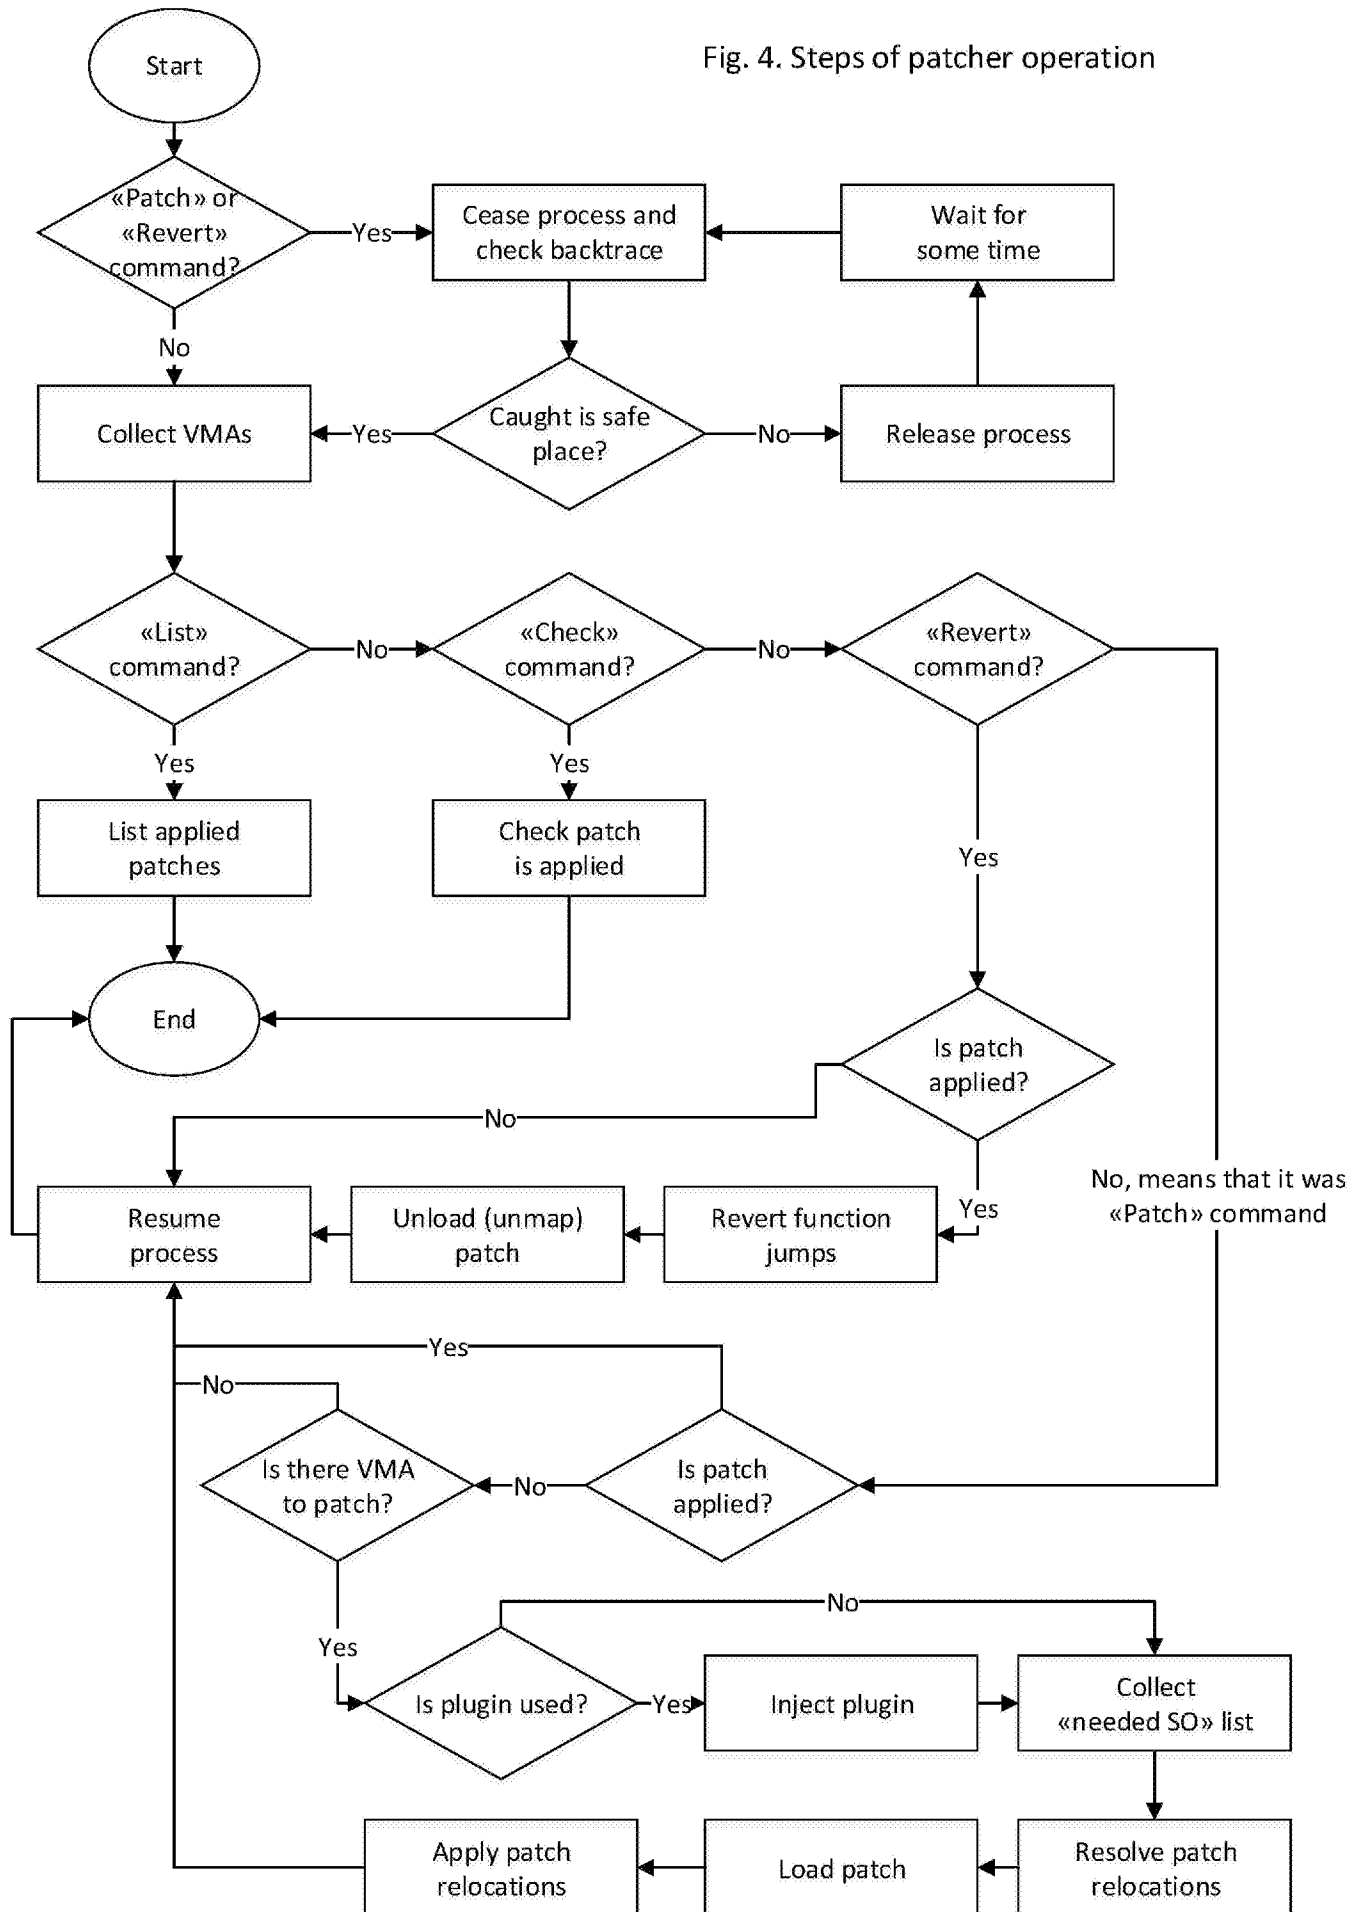 Start
Fig. 4. Steps of patcher operation
«Patch» or
«Revert»
command?
Yes
Cease process and
check backtrace
Wait for
some time
No
Collect VMAs
Yes
Caught is safe
place?
No
Release process
«List»
command?
No
«Check»
command?
No
«Revert»
command?
Yes
Yes
List applied
patches
Check patch
is applied
Yes
End
Is patch
applied?
No
No, means that it was
«Patch» command
Yes
Resume
process
Unload (unmap)
patch
Revert function
jumps
Yes
No
Is there VMA
to patch?
No
Is patch
applied?
No
Yes
Is plugin used?
Yes
Inject plugin
Collect
«needed SO» list
Apply patch
relocations
Load patch
Resolve patch
relocations